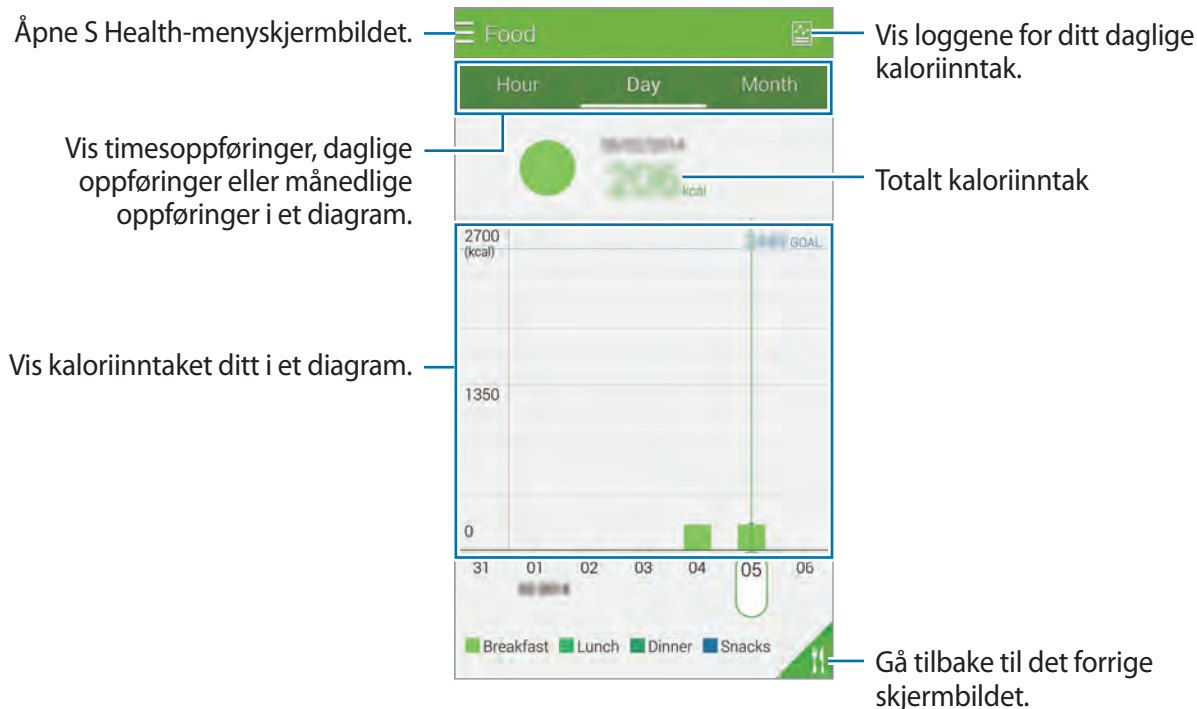 Åpne S Health-menyskjermbildet.
Food
Vis loggene for ditt daglige
kaloriinntak.
Hour Day Month
Vis timesoppføringer, daglige
oppføringer eller månedlige
oppføringer i et diagram.
206 kcal
Totalt kaloriinntak
2700
(kcal)
GOAL
Vis kaloriinntaket ditt i et diagram.
1350
0
31 01 02 03 04 05 06
Breakfast Lunch Dinner Snacks
Gå tilbake til det forrige
skjermbildet.